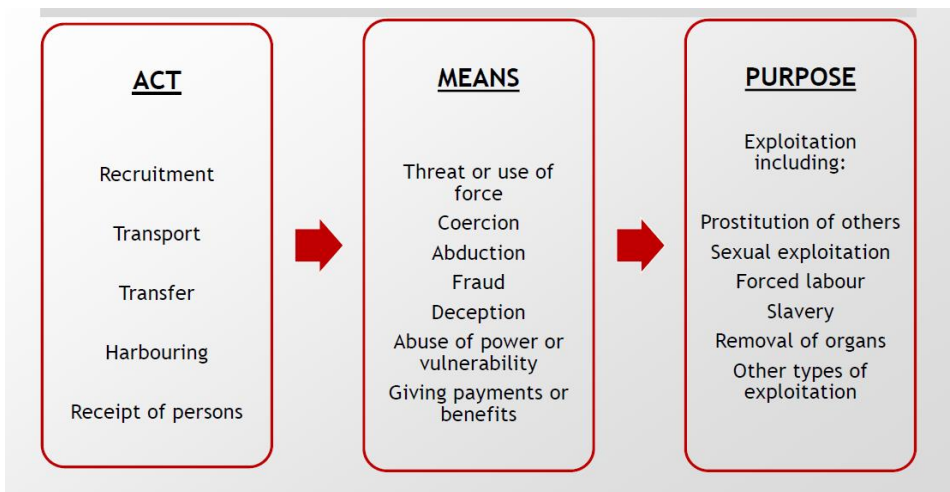 ACT
Recruitment
Transport
Transfer
Harbouring
Receipt of persons
MEANS
Threat or use of
force
Coercion
Abduction
Fraud
Deception
Abuse of power or
vulnerability
Giving payments or
benefits
PURPOSE
Exploitation
including:
Prostitution of others
Sexual exploitation
Forced labour
Slavery
Removal of organs
Other types of
exploitation